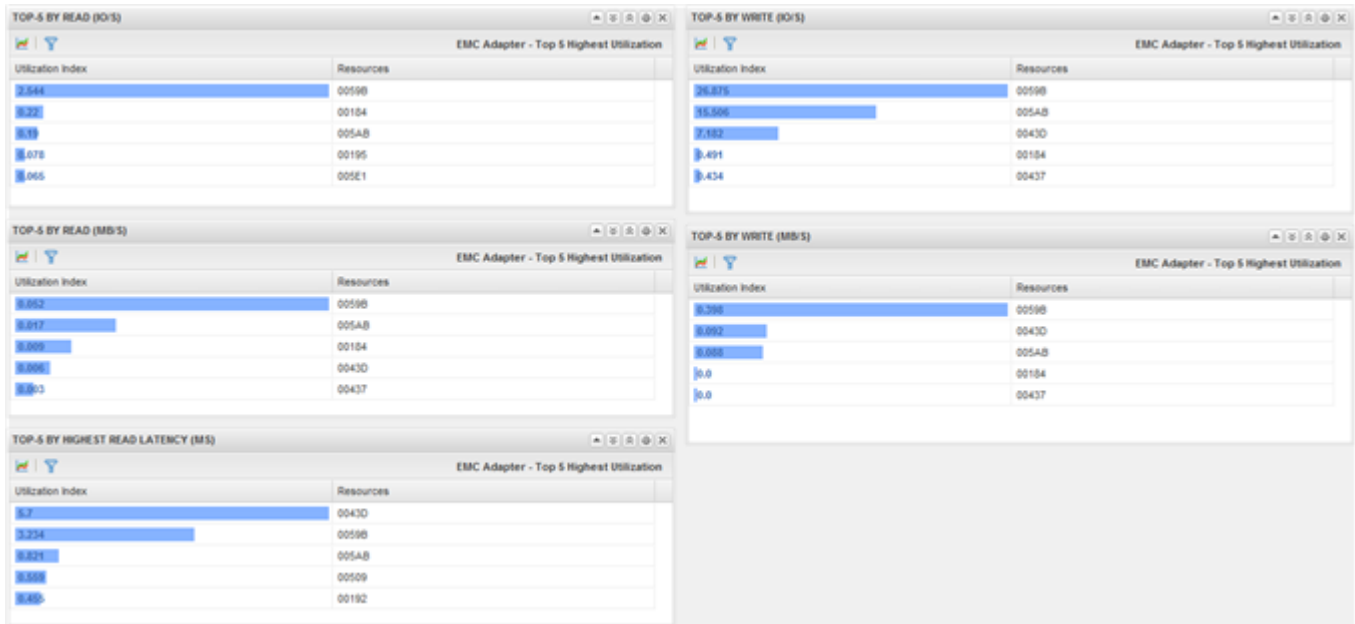 TOP-5 BY READ (IO/S)
EMC Adapter - Top 5 Highest Utilization
Utilization Index Resources
2.544 0059B
0.22 00184
0.19 005AB
0.078 00195
0.065 005E1
TOP-5 BY READ (MB/S)
EMC Adapter - Top 5 Highest Utilization
Utilization Index Resources
0.052 0059B
0.017 005AB
0.009 00184
0.006 0043D
0.003 00437
TOP-5 BY HIGHEST READ LATENCY (MS)
EMC Adapter - Top 5 Highest Utilization
Utilization Index Resources
5.7 0043D
3.234 0059B
0.821 005AB
0.559 00509
0.455 00192
TOP-5 BY WRITE (IO/S)
EMC Adapter - Top 5 Highest Utilization
Utilization Index Resources
26.875 0059B
15.506 005AB
7.182 0043D
0.491 00184
0.434 00437
TOP-5 BY WRITE (MB/S)
EMC Adapter - Top 5 Highest Utilization
Utilization Index Resources
0.398 0059B
0.092 0043D
0.088 005AB
0.0 00184
0.0 00437